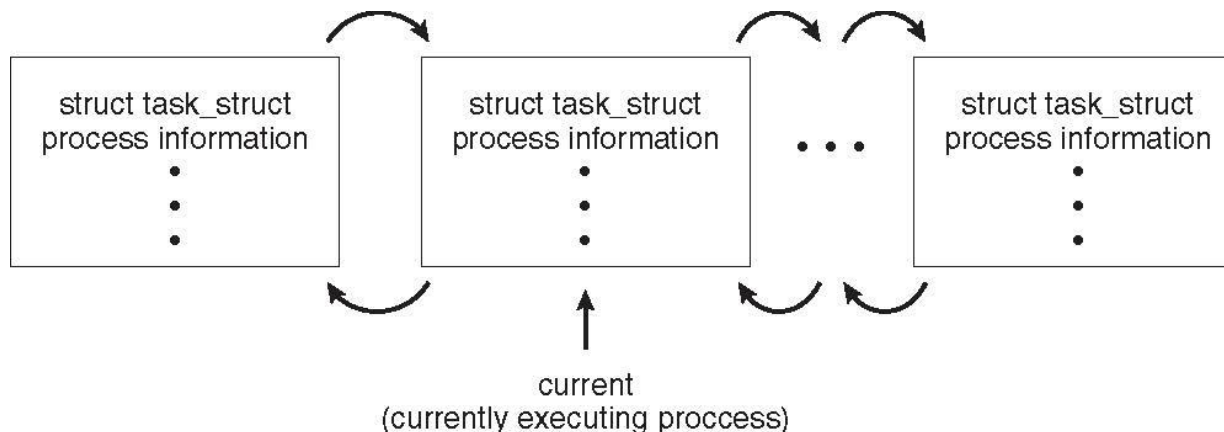 struct task_struct
process information
struct task_struct
process information
struct task_struct
process information
current
(currently executing proccess)